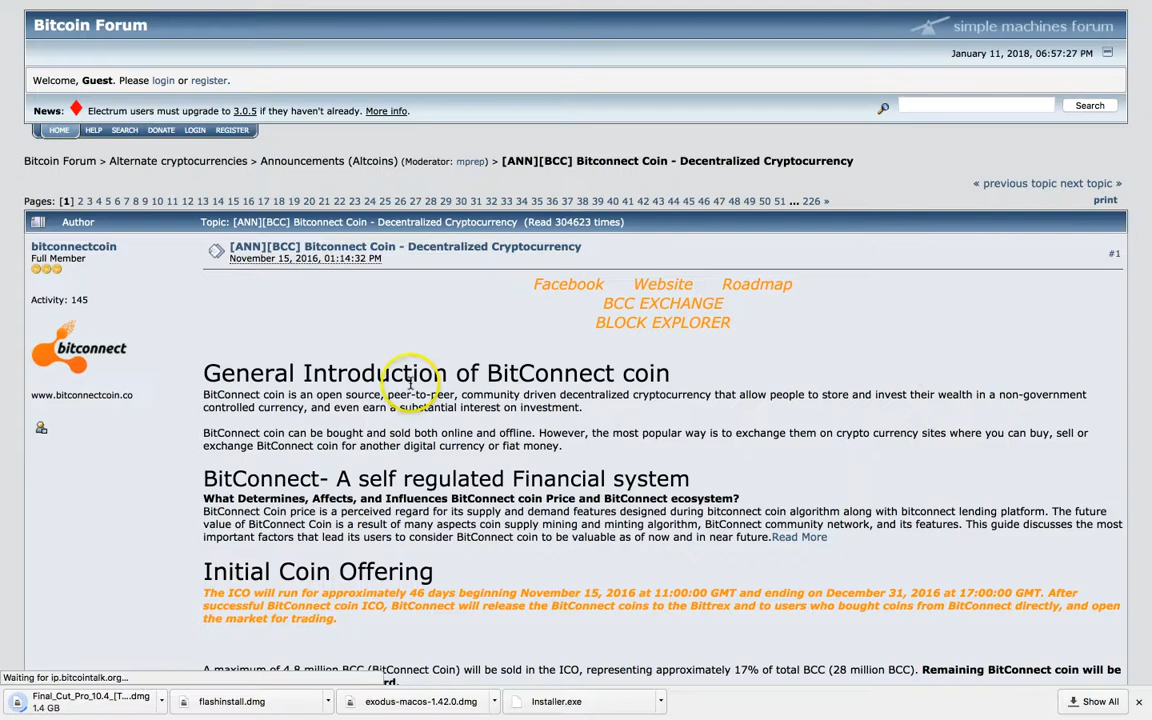 Bitcoin Forum
simple machines forum
January 11, 2018, 06:57:27 PM
Welcome, Guest. Please login or register.
News: Electrum users must upgrade to 3.0.5 if they haven't already. More info.
Search
HOME HELP SEARCH DONATE LOGIN REGISTER
Bitcoin Forum > Alternate cryptocurrencies > Announcements (Altcoins) (Moderator: mprep) > [ANN][BCC] Bitconnect Coin - Decentralized Cryptocurrency
« previous topic next topic »
Pages: [1] 2 3 4 5 6 7 8 9 10 11 12 13 14 15 16 17 18 19 20 21 22 23 24 25 26 27 28 29 30 31 32 33 34 35 36 37 38 39 40 41 42 43 44 45 46 47 48 49 50 51 ... 226 »
print
Author
Topic: [ANN][BCC] Bitconnect Coin - Decentralized Cryptocurrency (Read 304623 times)
bitconnectcoin
Full Member
Activity: 145
bitconnect
www.bitconnectcoin.co
[ANN][BCC] Bitconnect Coin - Decentralized Cryptocurrency
November 15, 2016, 01:14:32 PM
#1
Facebook Website Roadmap
BCC EXCHANGE
BLOCK EXPLORER
General Introduction of BitConnect coin
BitConnect coin is an open source, peer-to-peer, community driven decentralized cryptocurrency that allow people to store and invest their wealth in a non-government
controlled currency, and even earn a substantial interest on investment.
BitConnect coin can be bought and sold both online and offline. However, the most popular way is to exchange them on crypto currency sites where you can buy, sell or
exchange BitConnect coin for another digital currency or fiat money.
BitConnect- A self regulated Financial system
What Determines, Affects, and Influences BitConnect coin Price and BitConnect ecosystem?
BitConnect Coin price is a perceived regard for its supply and demand features designed during bitconnect coin algorithm along with bitconnect lending platform. The future
value of BitConnect Coin is a result of many aspects coin supply mining and minting algorithm, BitConnect community network, and its features. This guide discusses the most
important factors that lead its users to consider BitConnect coin to be valuable as of now and in near future.Read More
Initial Coin Offering
The ICO will run for approximately 46 days beginning November 15, 2016 at 11:00:00 GMT and ending on December 31, 2016 at 17:00:00 GMT. After
successful BitConnect coin ICO, BitConnect will release the BitConnect coins to the Bittrex and to users who bought coins from BitConnect directly, and open
the market for trading.
A maximum of 4.8 million BCC (BitConnect Coin) will be sold in the ICO, representing approximately 17% of total BCC (28 million BCC). Remaining BitConnect coin will be
Waiting for ip.bitcointalk.org...
Final_Cut_Pro_10.4_[T....dmg
1.4 GB
flashinstall.dmg
exodus-macos-1.42.0.dmg
Installer.exe
Show All